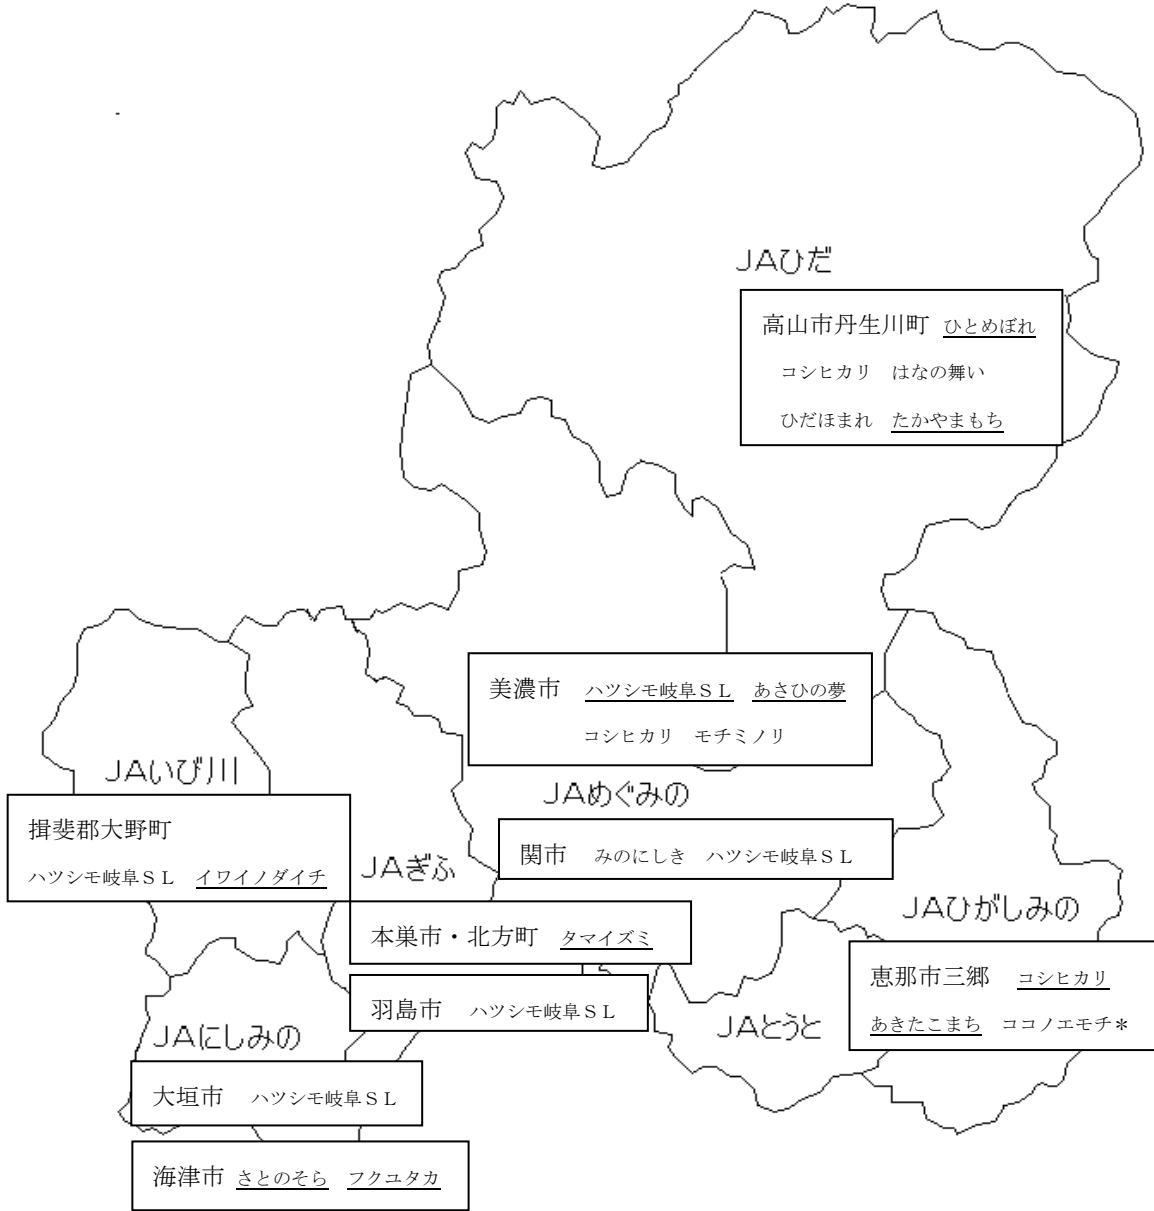 JAひだ
高山市丹生川町 ひとめぼれ
コシヒカリ はなの舞い
ひだほまれ たかやまもち
美濃市 ハツシモ岐阜SL あさひの夢
コシヒカリ モチミノリ
JAいび川
JAめぐみの
揖斐郡大野町
ハツシモ岐阜SL イワイノダイチ
JAぎふ
関市 みのにしき ハツシモ岐阜SL
JAひがしみの
本巣市・北方町 タマイズミ
恵那市三郷 コシヒカリ
あきたこまち ココノエモチ*
羽島市 ハツシモ岐阜SL
JAとうと
JAにしみの
大垣市 ハツシモ岐阜SL
海津市 さとのそら フクユタカ